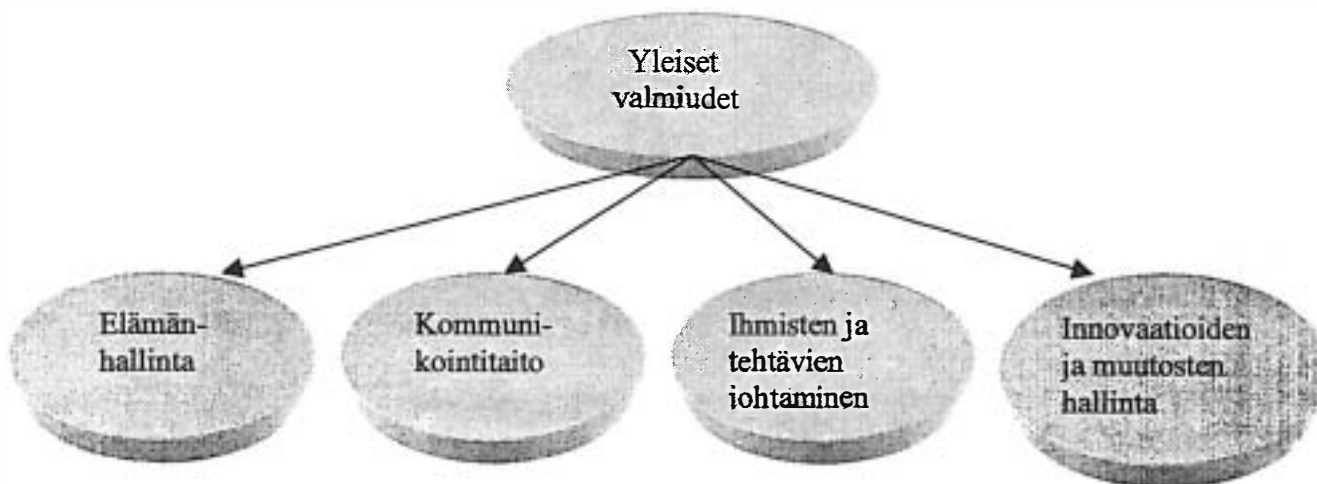 Yleiset
valmiudet
Elämän-
hallinta
Kommuni-
kointitaito
Ihmisten ja
tehtävien
johtaminen
Innovaatioiden
ja muutosten
hallinta